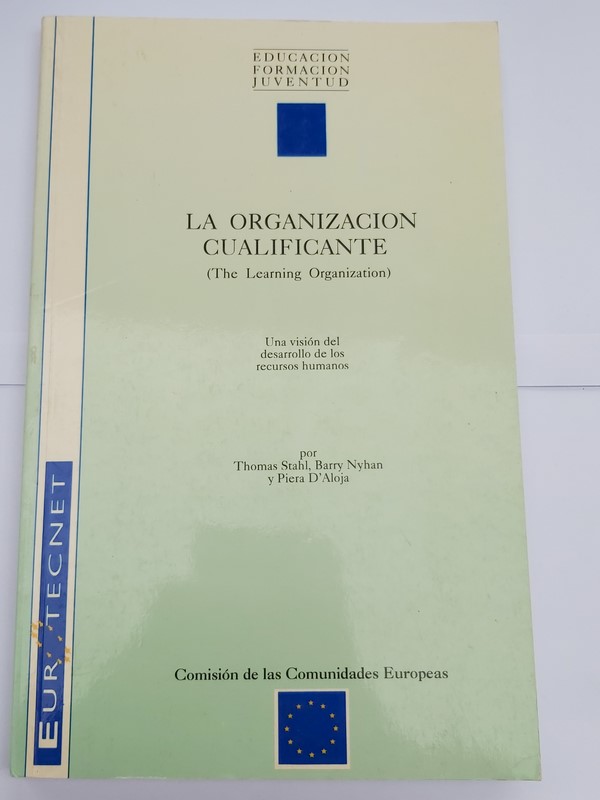 EDUCACION
FORMACION
JUVENTUD
LA ORGANIZACION
CUALIFICANTE
(The Learning Organization)
Una visión del
desarrollo de los
recursos humanos
por
Thomas Stahl, Barry Nyhan
y Piera D'Aloja
Comisión de las Comunidades Europeas
EUROTECNET